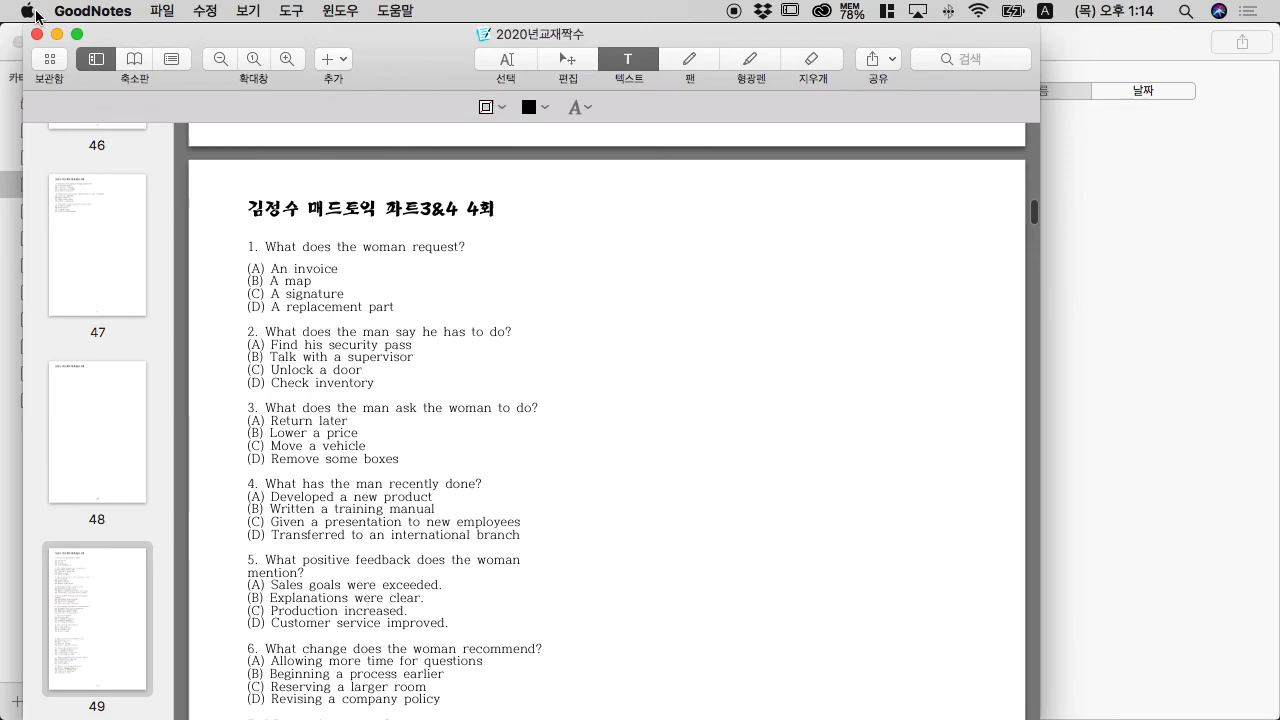 GoodNotes 파일 수정 보기 도구 윈도우 도움말 MEM 78% A (목) 오후 1:14
2020년교재짝수
보관함 축소판 확대창 추가 선택 편집 텍스트 펜 형광펜 지우개 공유 검색
날짜
46
47
48
49
김정수 매드토익 파트3&4 4회
1. What does the woman request?
(A) An invoice
(B) A map
(C) A signature
(D) A replacement part
2. What does the man say he has to do?
(A) Find his security pass
(B) Talk with a supervisor
(C) Unlock a door
(D) Check inventory
3. What does the man ask the woman to do?
(A) Return later
(B) Lower a price
(C) Move a vehicle
(D) Remove some boxes
4. What has the man recently done?
(A) Developed a new product
(B) Written a training manual
(C) Given a presentation to new employees
(D) Transferred to an international branch
5. What positive feedback does the woman
mention?
(A) Sales goals were exceeded.
(B) Explanations were clear.
(C) Production increased.
(D) Customer service improved.
6. What change does the woman recommend?
(A) Allowing more time for questions
(B) Beginning a process earlier
(C) Reserving a larger room
(D) Revising a company policy